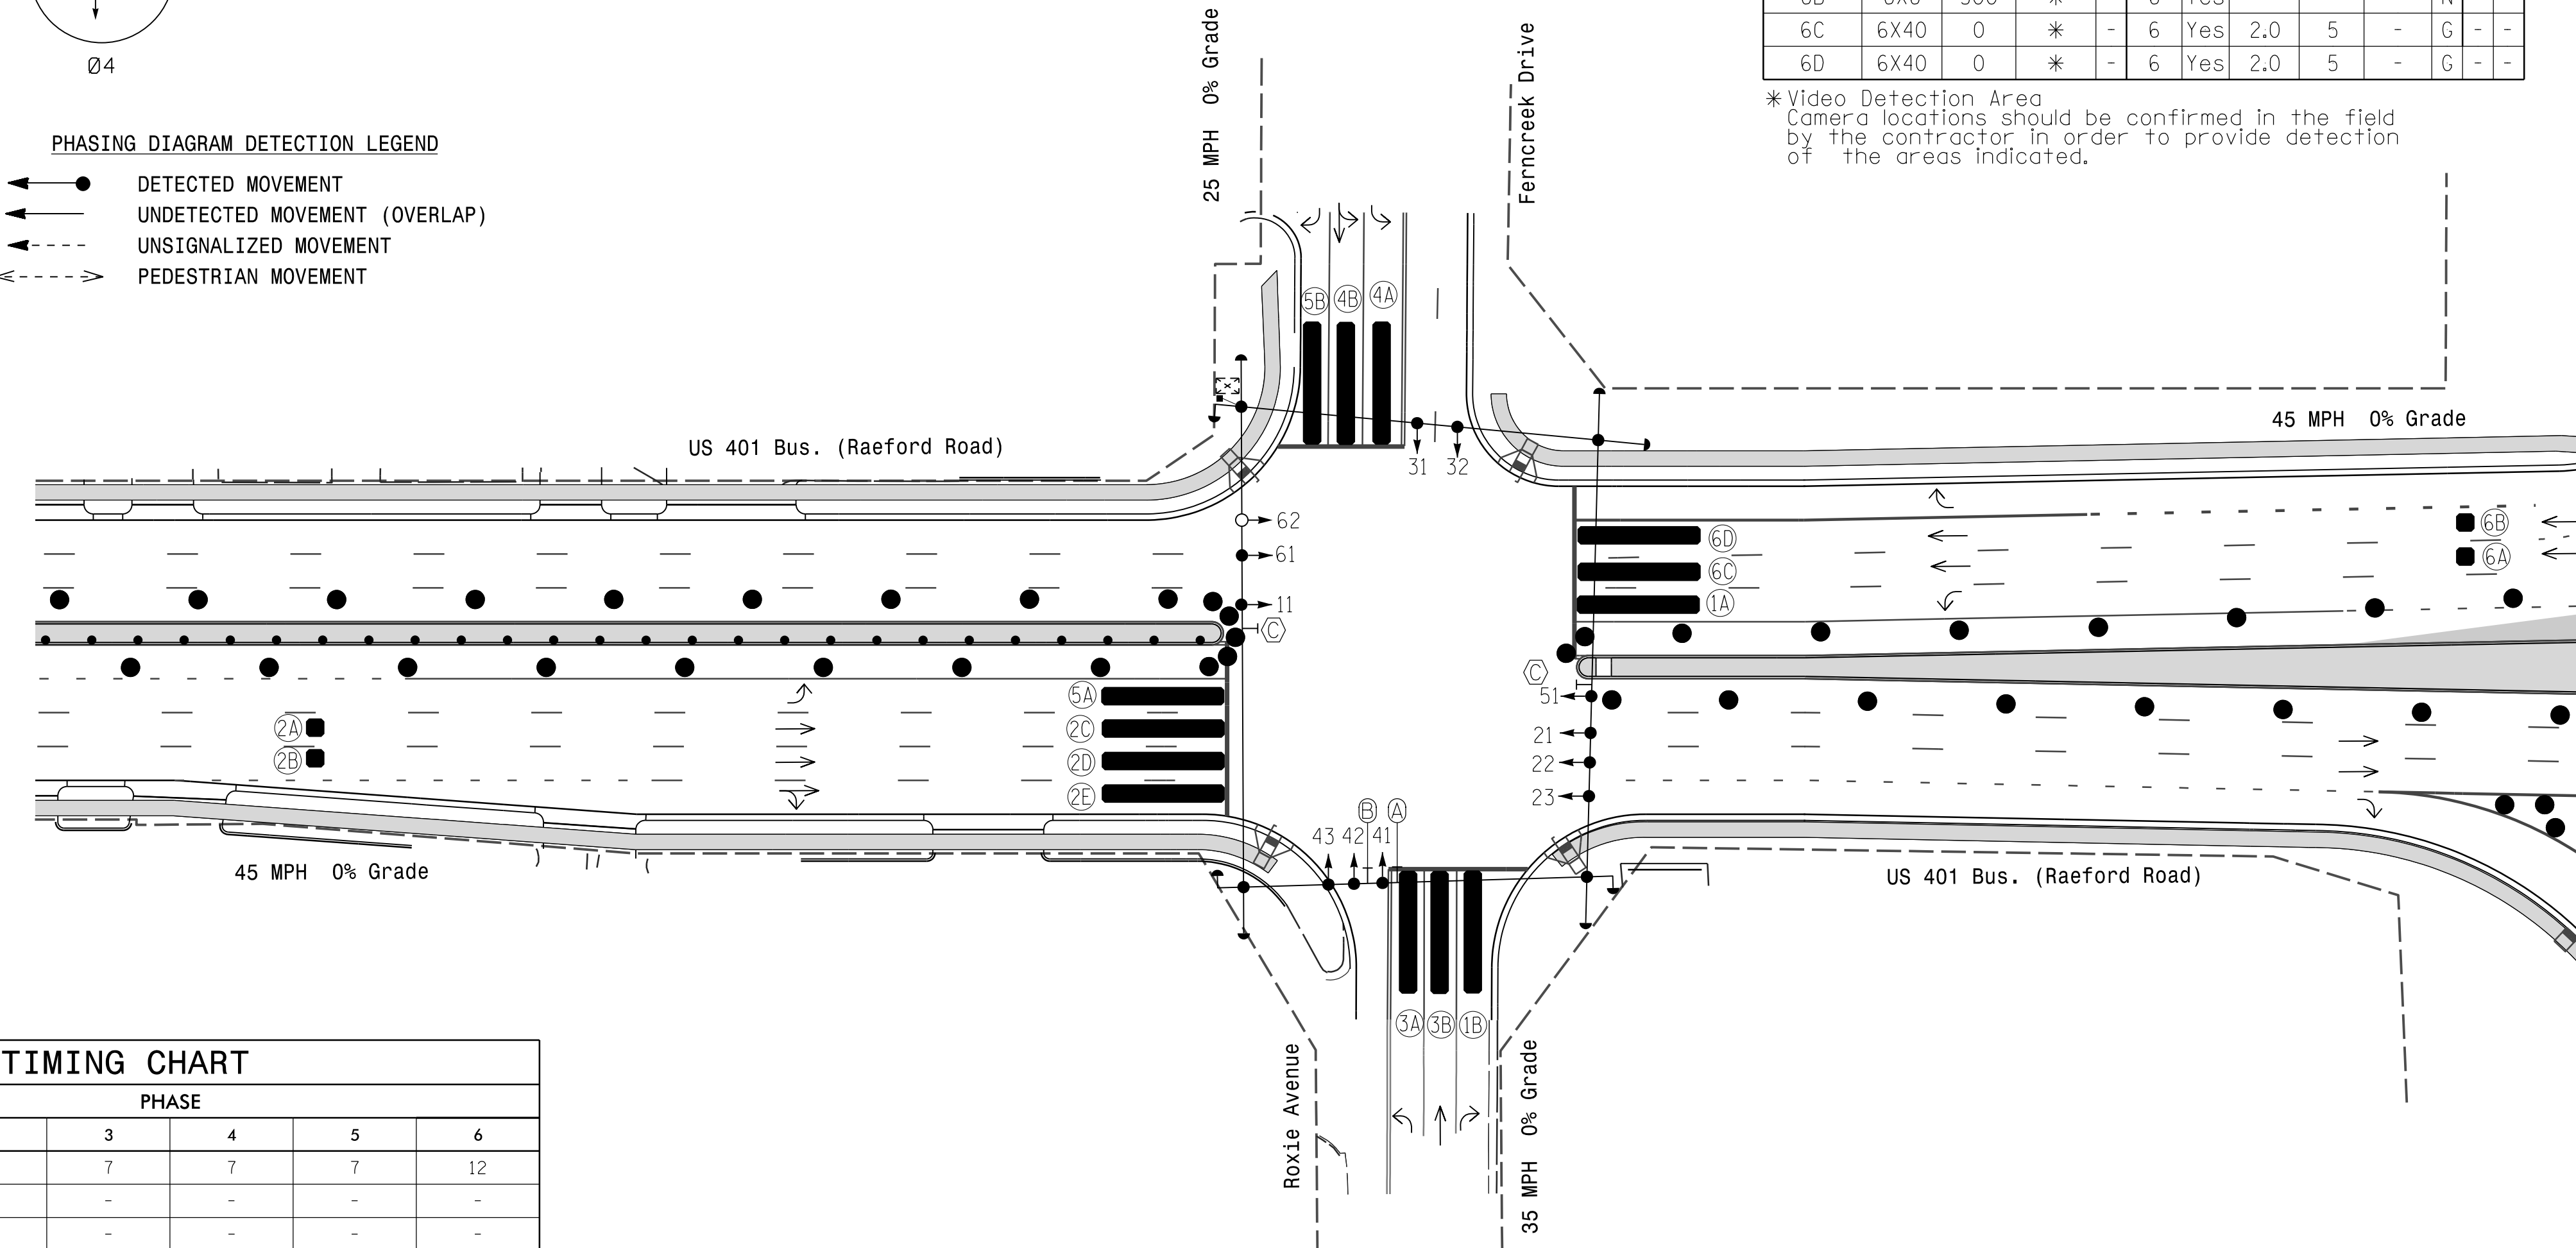 Ø4
PHASING DIAGRAM DETECTION LEGEND
DETECTED MOVEMENT
UNDETECTED MOVEMENT (OVERLAP)
UNSIGNALIZED MOVEMENT
PEDESTRIAN MOVEMENT
25 MPH 0% Grade
Ferncreek Drive
6C 6X40 0 * - 6 Yes 2.0 5 - G - -
6D 6X40 0 * - 6 Yes 2.0 5 - G - -
* Video Detection Area
Camera locations should be confirmed in the field
by the contractor in order to provide detection
of the areas indicated.
5B 4B 4A
45 MPH 0% Grade
US 401 Bus. (Raeford Road)
31 32
62
61
11
C
6D
6C
1A
6B
6A
C
51
21
22
23
5A
2C
2D
2E
2A
2B
B A
43 42 41
45 MPH 0% Grade
US 401 Bus. (Raeford Road)
3A 3B 1B
Roxie Avenue
35 MPH 0% Grade
TIMING CHART
PHASE
3 4 5 6
7 7 7 12
- - - -
- - - -